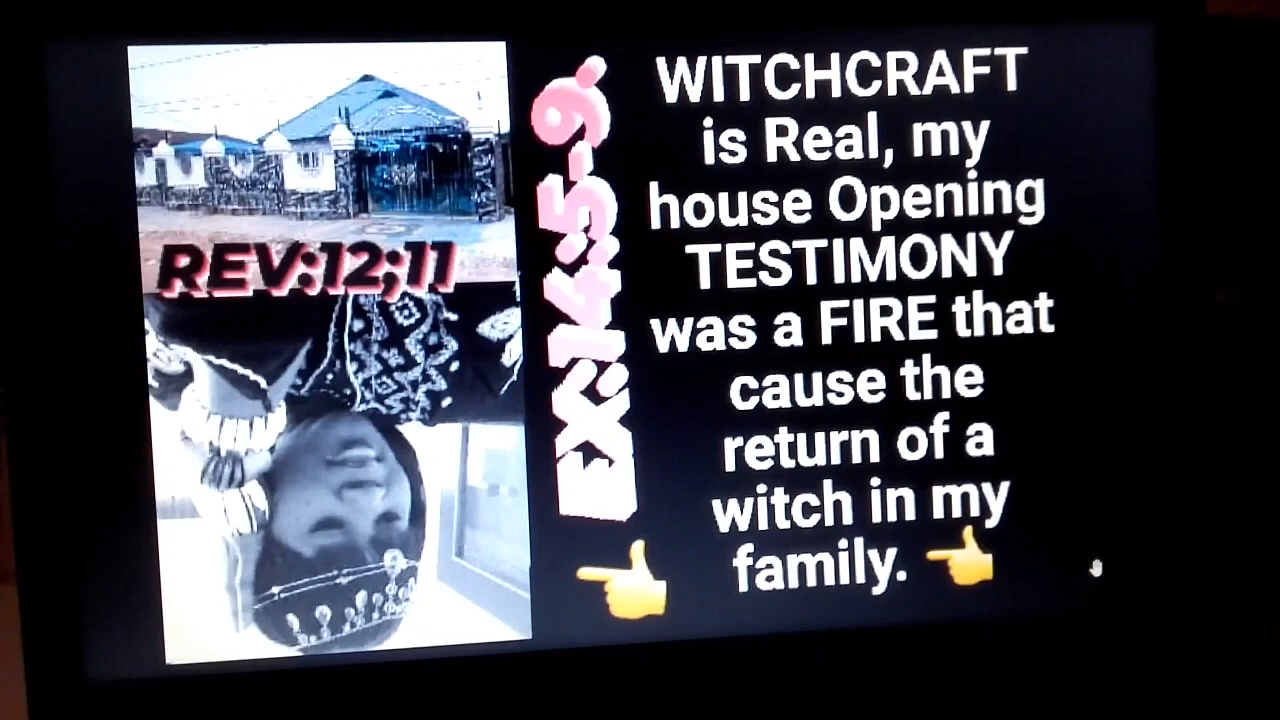 REV:12;11
EX:14:5-9,
WITCHCRAFT
is Real, my
house Opening
TESTIMONY
was a FIRE that
cause the
return of a
witch in my
family.